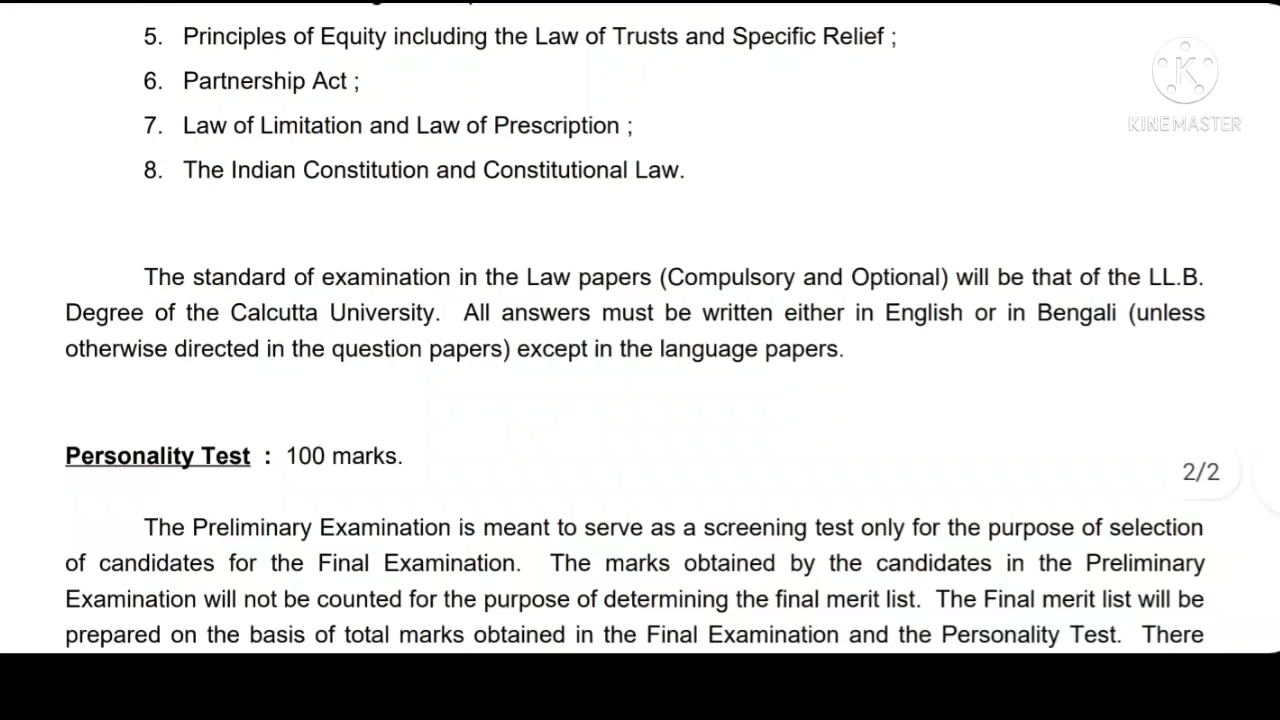 5. Principles of Equity including the Law of Trusts and Specific Relief ;
6. Partnership Act ;
7. Law of Limitation and Law of Prescription ;
8. The Indian Constitution and Constitutional Law.
KINEMASTER
The standard of examination in the Law papers (Compulsory and Optional) will be that of the LL.B.
Degree of the Calcutta University. All answers must be written either in English or in Bengali (unless
otherwise directed in the question papers) except in the language papers.
Personality Test : 100 marks.
2/2
The Preliminary Examination is meant to serve as a screening test only for the purpose of selection
of candidates for the Final Examination. The marks obtained by the candidates in the Preliminary
Examination will not be counted for the purpose of determining the final merit list. The Final merit list will be
prepared on the basis of total marks obtained in the Final Examination and the Personality Test. There